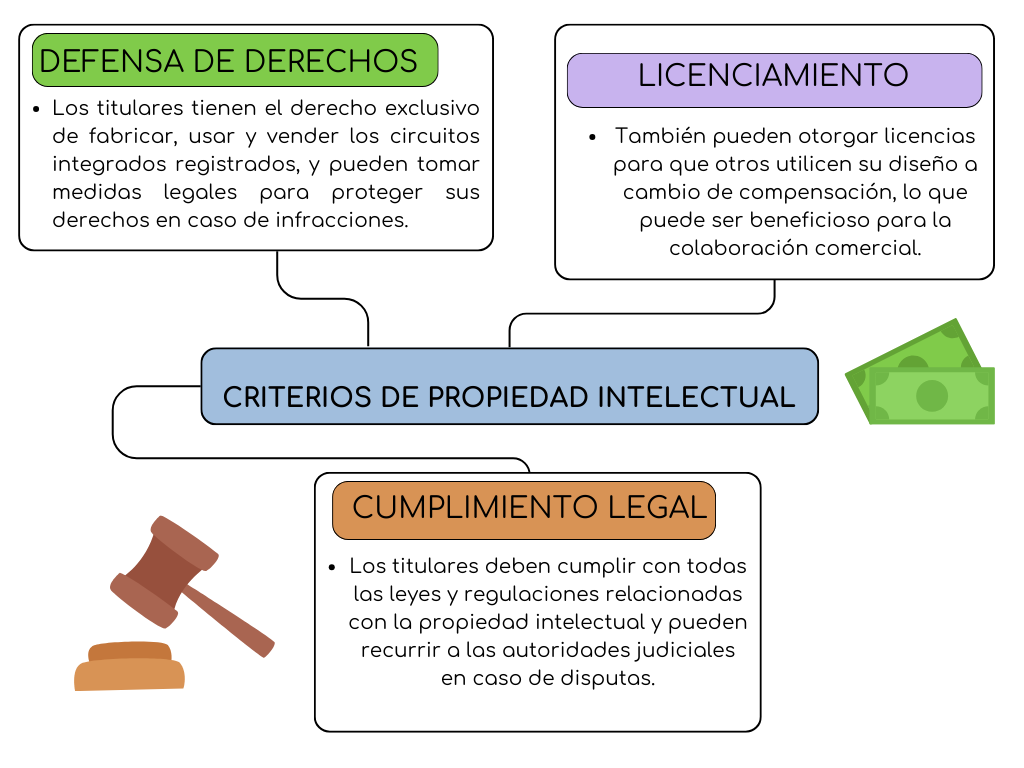 DEFENSA DE DERECHOS
• Los titulares tienen el derecho exclusivo
de fabricar, usar y vender los circuitos
integrados registrados, y pueden tomar
medidas legales para proteger sus
derechos en caso de infracciones.
LICENCIAMIENTO
• También pueden otorgar licencias
para que otros utilicen su diseño a
cambio de compensación, lo que
puede ser beneficioso para la
colaboración comercial.
CRITERIOS DE PROPIEDAD INTELECTUAL
CUMPLIMIENTO LEGAL
• Los titulares deben cumplir con todas
las leyes y regulaciones relacionadas
con la propiedad intelectual y pueden
recurrir a las autoridades judiciales
en caso de disputas.